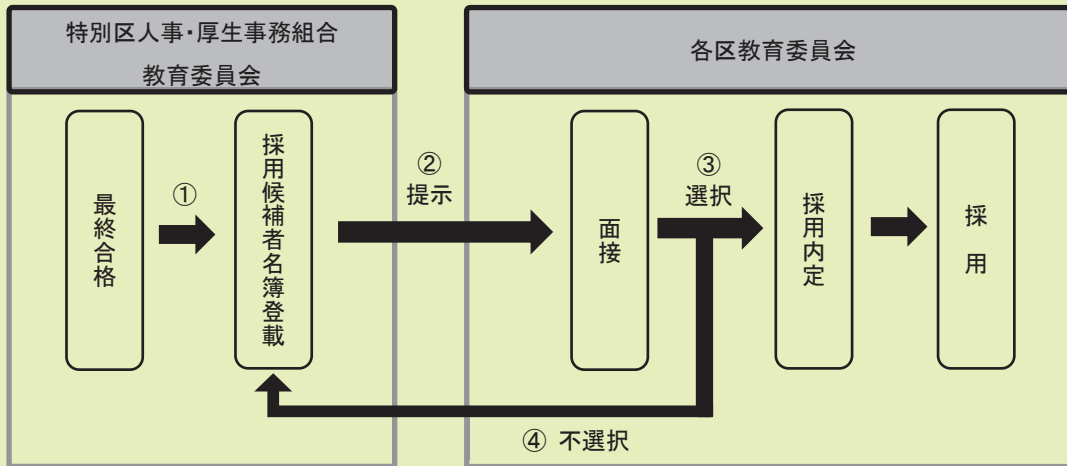 特別区人事・厚生事務組合
教育委員会
各区教育委員会
最終合格
①
採用候補者名簿登載
②
提示
面接
③
選択
採用内定
採用
④ 不選択